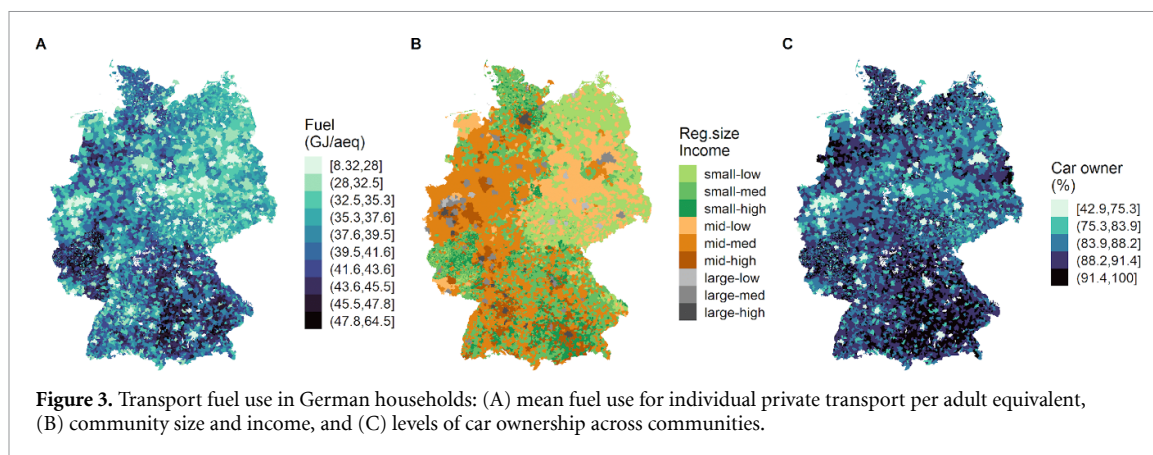 A
B
C
Fuel
(GJ/aeq)
[8.32,28]
(28,32.5]
(32.5,35.3]
(35.3,37.6]
(37.6,39.5]
(39.5,41.6]
(41.6,43.6]
(43.6,45.5]
(45.5,47.8]
(47.8,64.5]
Reg.size
Income
small-low
small-med
small-high
mid-low
mid-med
mid-high
large-low
large-med
large-high
Car owner
(%)
[42.9,75.3]
(75.3,83.9]
(83.9,88.2]
(88.2,91.4]
(91.4,100]
Figure 3. Transport fuel use in German households: (A) mean fuel use for individual private transport per adult equivalent,
(B) community size and income, and (C) levels of car ownership across communities.